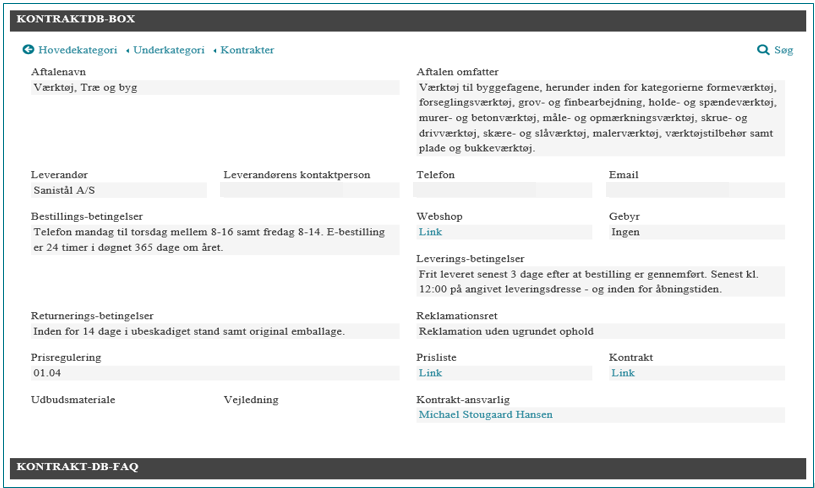 KONTRAKTDB-BOX
Hovedekategori Underkategori Kontrakter Søg
Aftalenavn
Værktøj, Træ og byg
Aftalen omfatter
Værktøj til byggefagene, herunder inden for kategorierne formeværktøj,
forseglingsværktøj, grov- og finbearbejdning, holde- og spændeværktøj,
murer- og betonværktøj, måle- og opmærkningsværktøj, skrue- og
drivværktøj, skære- og slåværktøj, malerværktøj, værktøjstilbehør samt
plade og bukkeværktøj.
Leverandør
Sanistål A/S
Leverandørens kontaktperson
Telefon
Email
Bestillings-betingelser
Telefon mandag til torsdag mellem 8-16 samt fredag 8-14. E-bestilling
er 24 timer i døgnet 365 dage om året.
Webshop
Link
Gebyr
Ingen
Leverings-betingelser
Frit leveret senest 3 dage efter at bestilling er gennemført. Senest kl.
12:00 på angivet leveringsdresse - og inden for åbningstiden.
Returnerings-betingelser
Inden for 14 dage i ubeskadiget stand samt original emballage.
Reklamationsret
Reklamation uden ugrundet ophold
Prisregulering
01.04
Prisliste
Link
Kontrakt
Link
Udbudsmateriale
Vejledning
Kontrakt-ansvarlig
Michael Stougaard Hansen
KONTRAKT-DB-FAQ